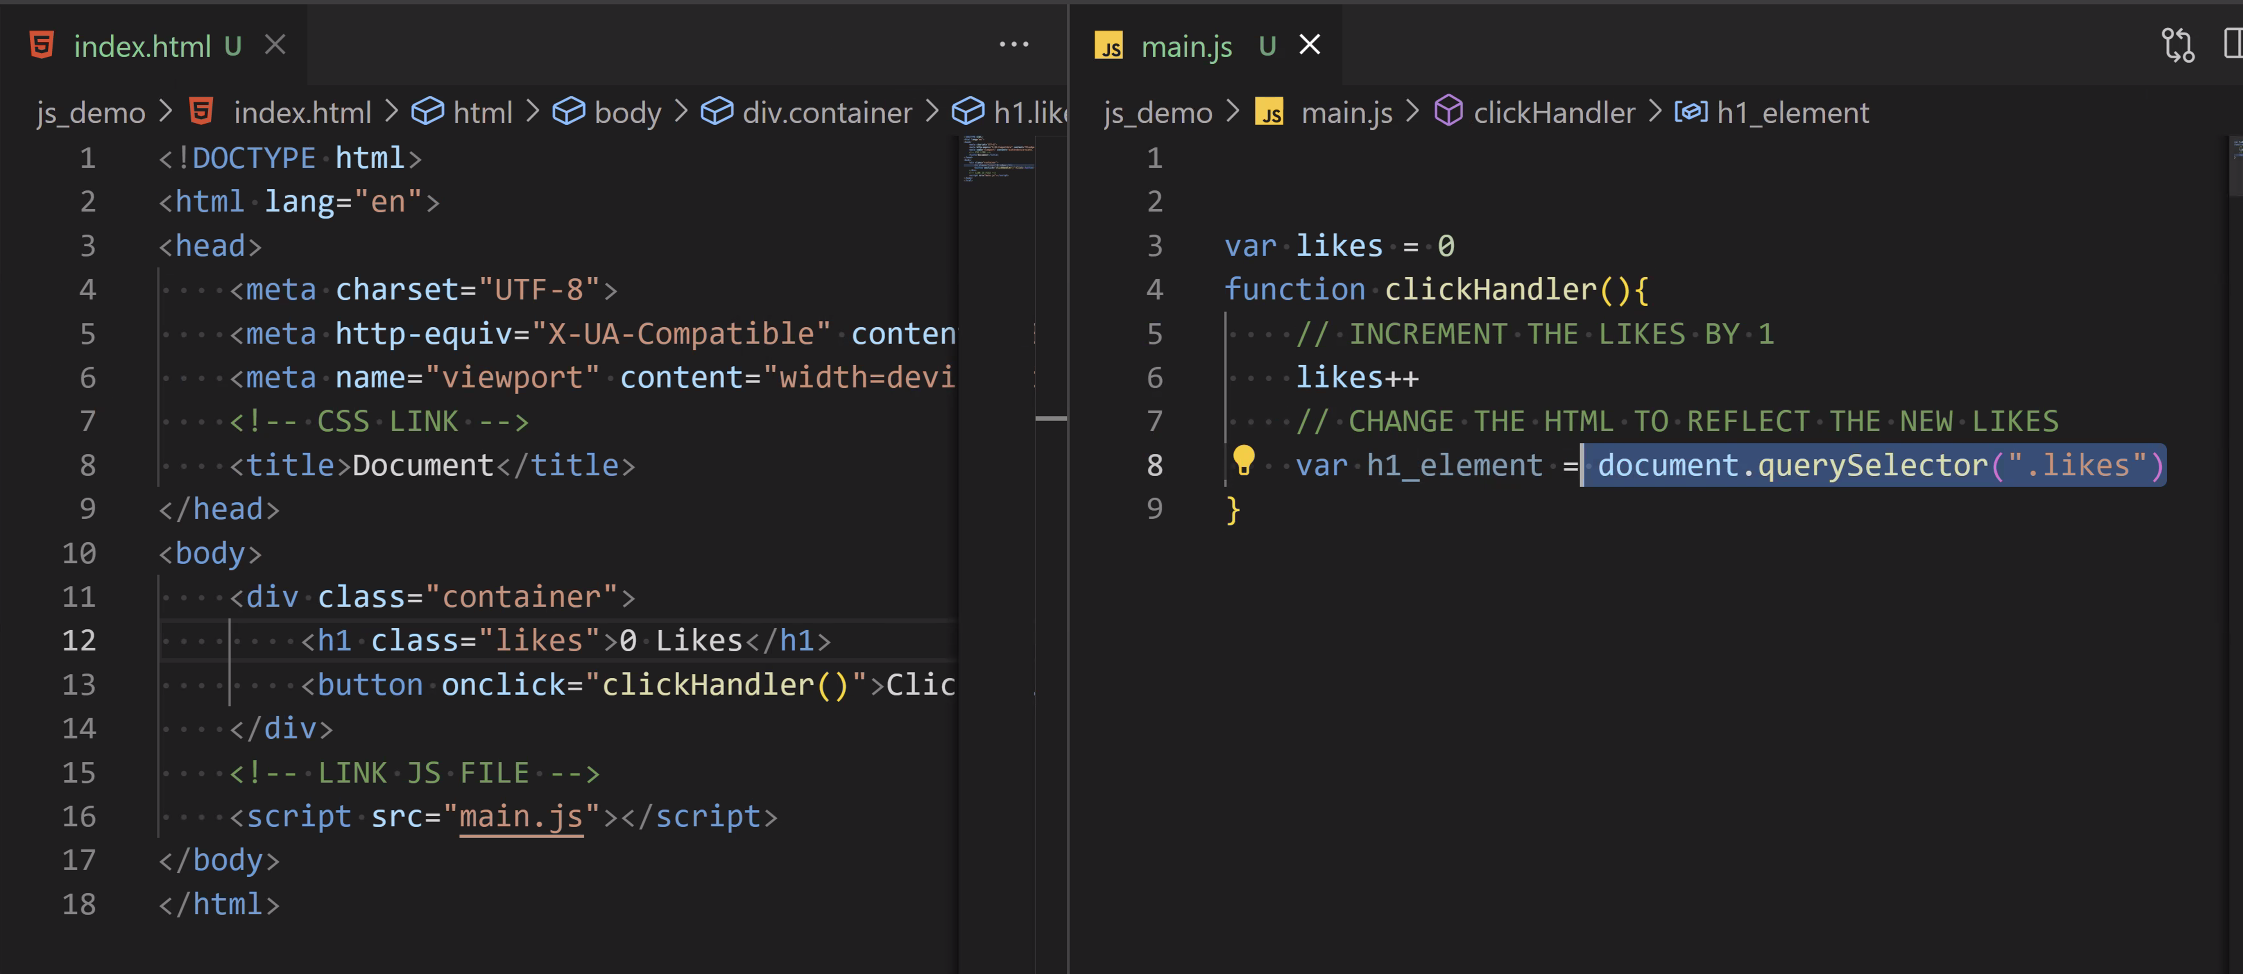 index.html U
js_demo > index.html > html > body > div.container > h1.lik
1 <!DOCTYPE html>
2 <html lang="en">
3 <head>
4 <meta charset="UTF-8">
5 <meta http-equiv="X-UA-Compatible" conten
6 <meta name="viewport" content="width=devi
7 <!-- CSS LINK -->
8 <title>Document</title>
9 </head>
10 <body>
11 <div class="container">
12 <h1 class="likes">0 Likes</h1>
13 <button onclick="clickHandler()">Clic
14 </div>
15 <!-- LINK JS FILE -->
16 <script src="main.js"></script>
17 </body>
18 </html>
JS main.js U
js_demo > JS main.js > clickHandler > h1_element
1
2
3 var likes = 0
4 function clickHandler(){
5 // INCREMENT THE LIKES BY 1
6 likes++
7 // CHANGE THE HTML TO REFLECT THE NEW LIKES
8 var h1_element = document.querySelector(".likes")
9 }